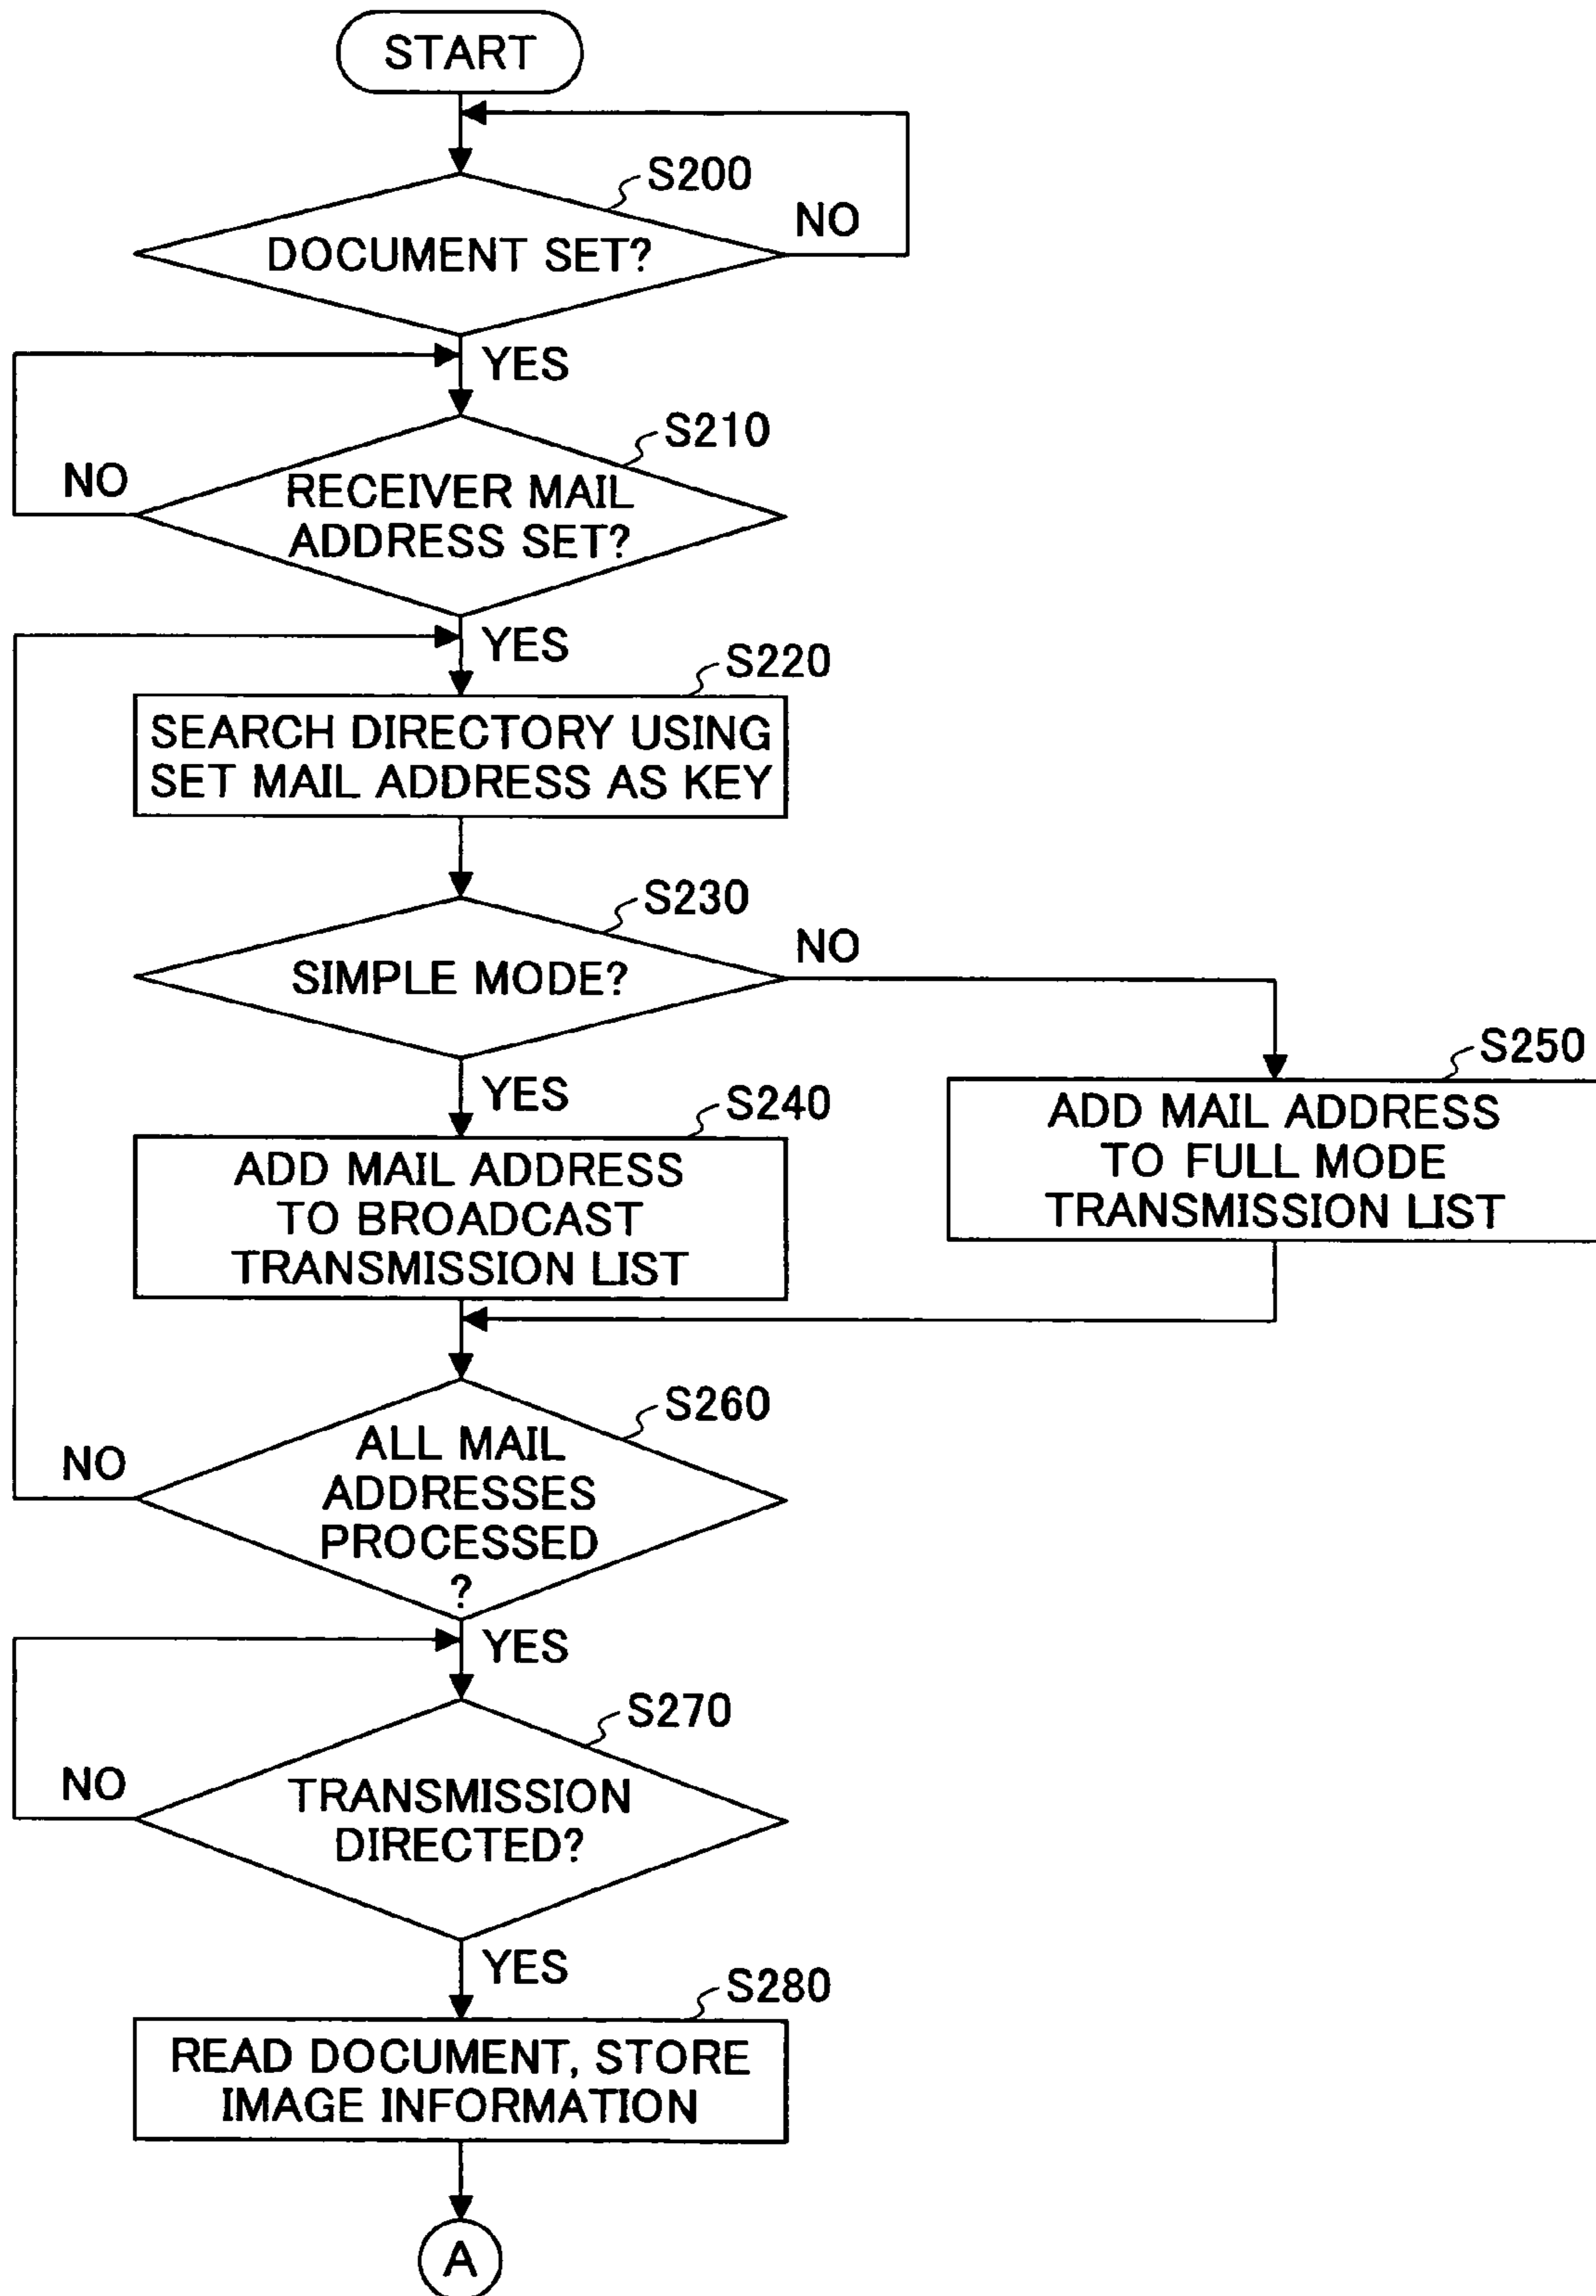 START
S200
NO
DOCUMENT SET?
YES
S210
NO
RECEIVER MAIL
ADDRESS SET?
YES
S220
SEARCH DIRECTORY USING
SET MAIL ADDRESS AS KEY
S230
NO
SIMPLE MODE?
YES
S250
ADD MAIL ADDRESS
TO FULL MODE
TRANSMISSION LIST
S240
ADD MAIL ADDRESS
TO BROADCAST
TRANSMISSION LIST
S260
NO
ALL MAIL
ADDRESSES
PROCESSED
?
YES
S270
NO
TRANSMISSION
DIRECTED?
YES
S280
READ DOCUMENT, STORE
IMAGE INFORMATION
A